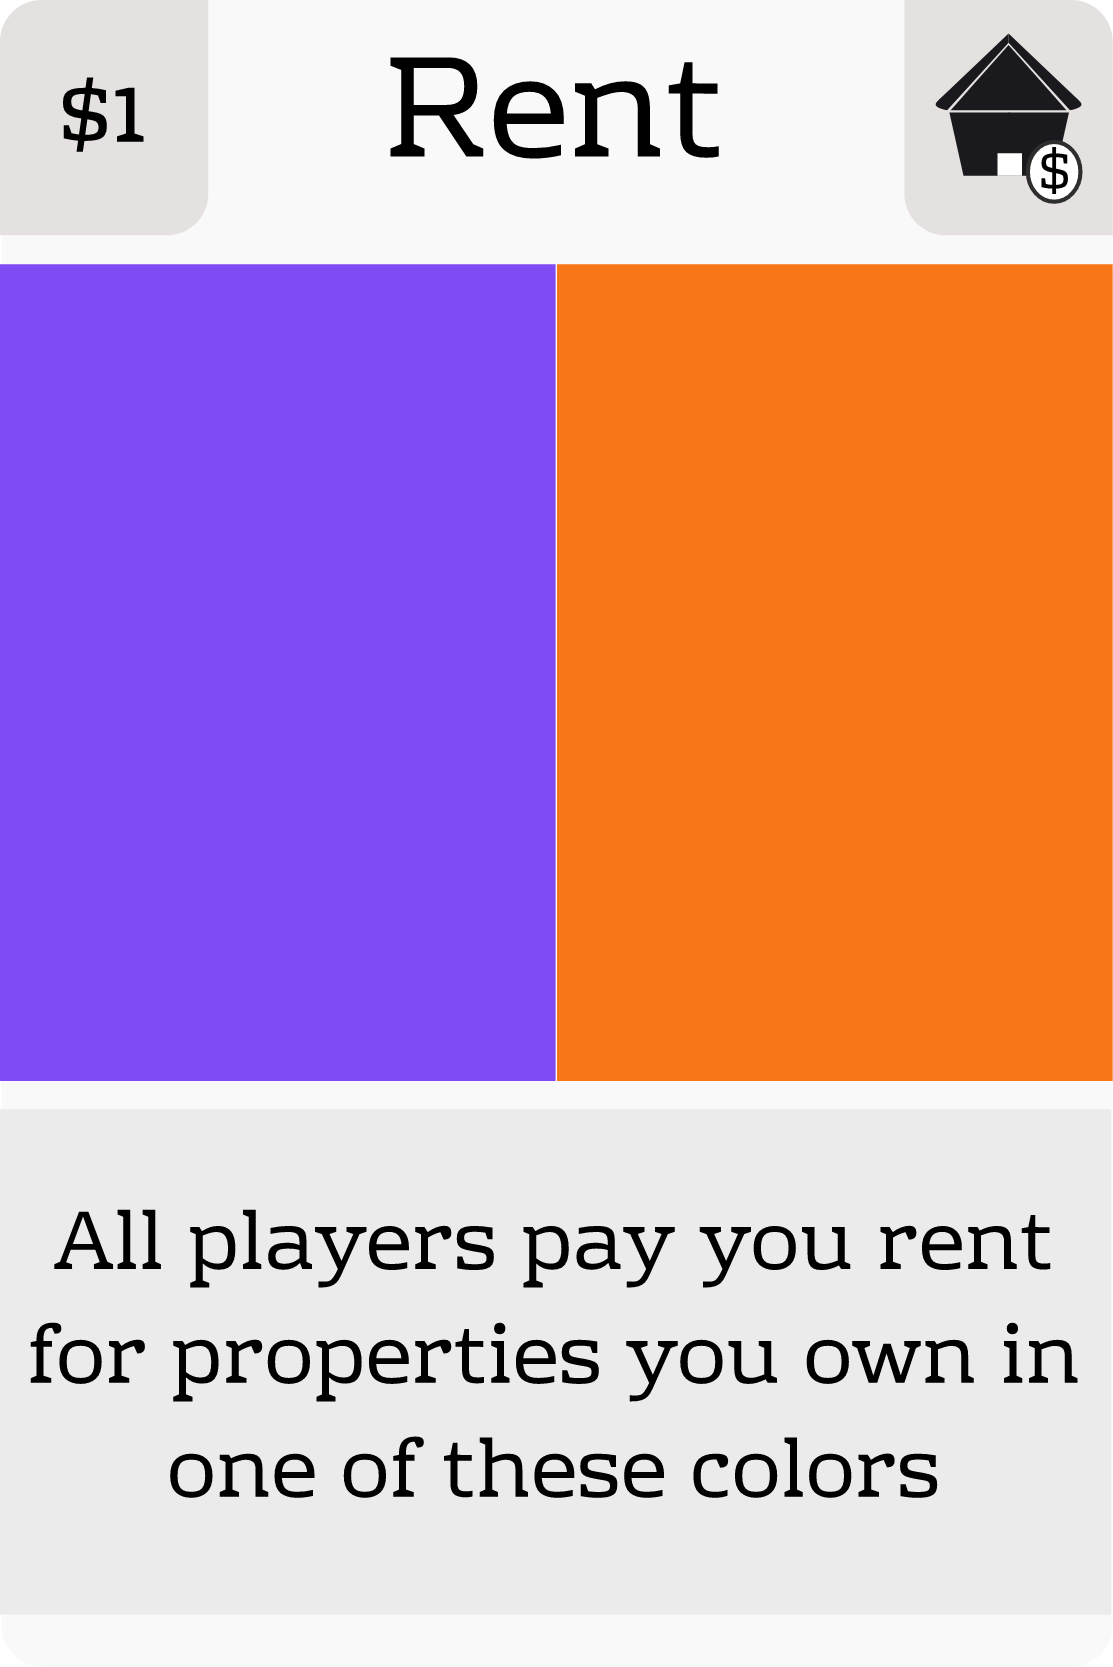 $1
Rent
$
All players pay you rent
for properties you own in
one of these colors